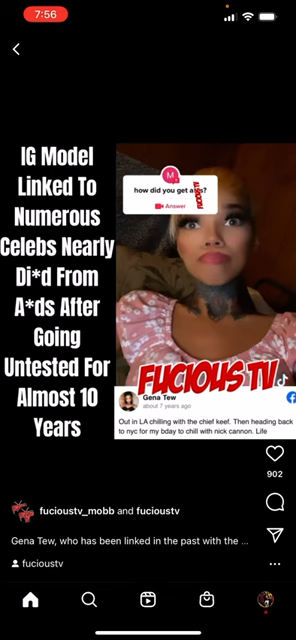 7:56
IG Model
Linked To
Numerous
Celebs Nearly
Di*d From
A*ds After
Going
Untested For
Almost 10
Years
M
how did you get a s?
Answer
FUCIOUS TV
FUCIOUS TV
Gena Tew
about 7 years ago
Out in LA chilling with the chief keef. Then heading back
to nyc for my bday to chill with nick cannon. Life
902
fucioustv_mobb and fucioustv
Gena Tew, who has been linked in the past with the ...
fucioustv